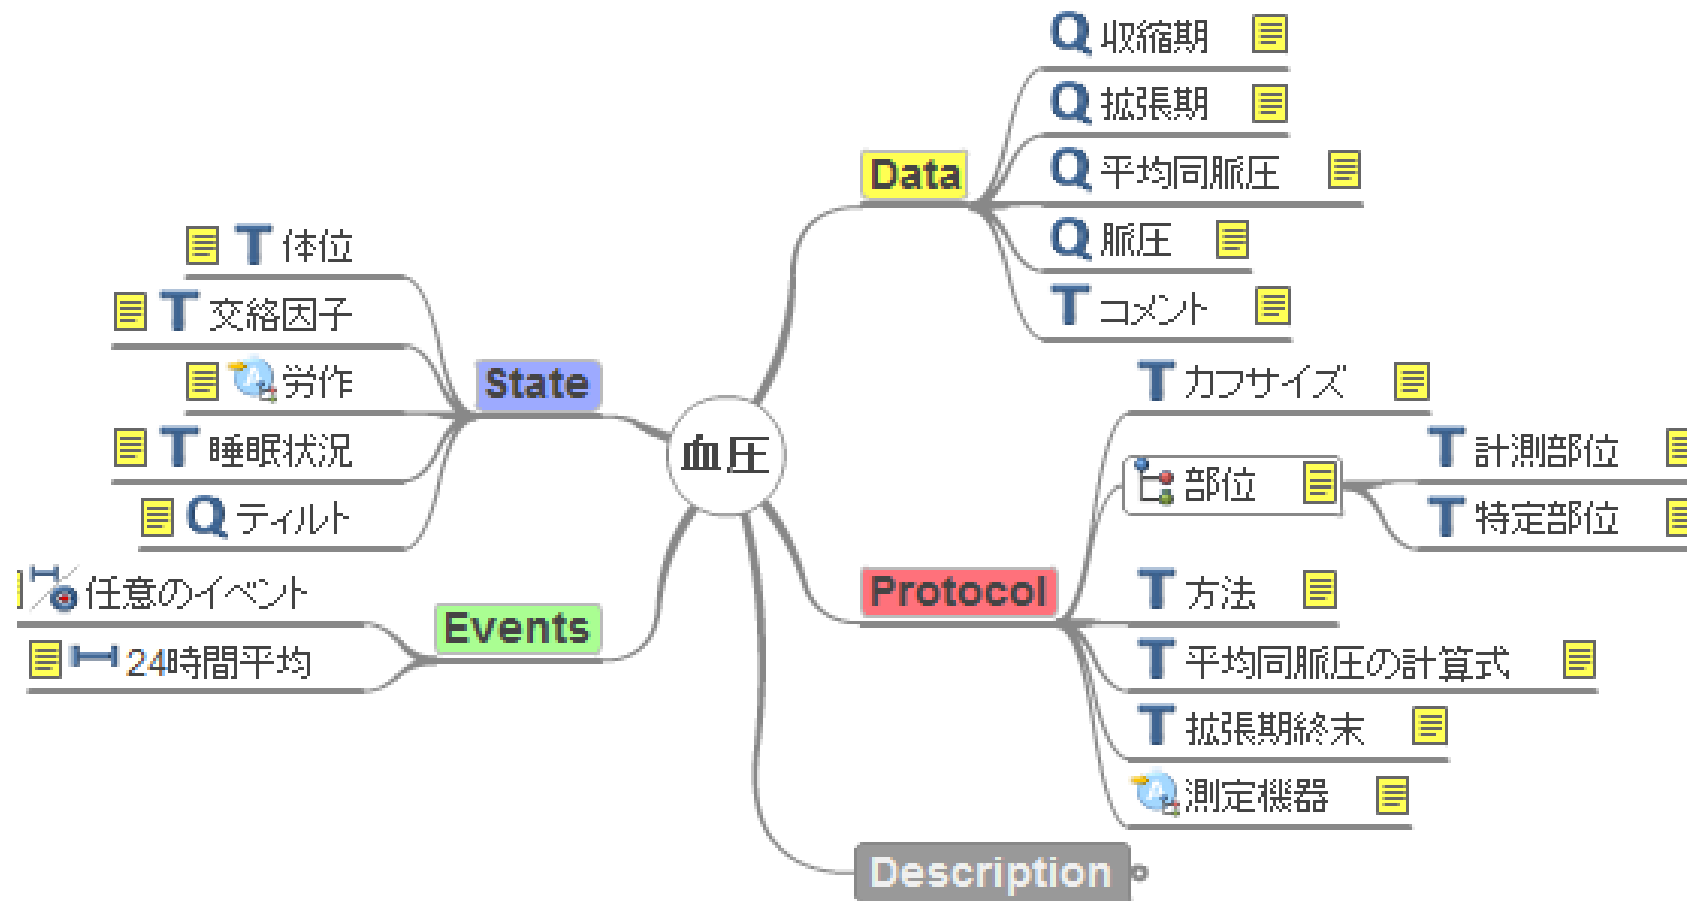 血圧
Data
Q 収縮期
Q 拡張期
Q 平均同脈圧
Q 脈圧
T コメント
Protocol
T カフサイズ
部位
T 計測部位
T 特定部位
T 方法
T 平均同脈圧の計算式
T 拡張期終末
A 測定機器
Description
State
T 体位
T 交絡因子
A 労作
T 睡眠状況
Q ティルト
Events
任意のイベント
24時間平均